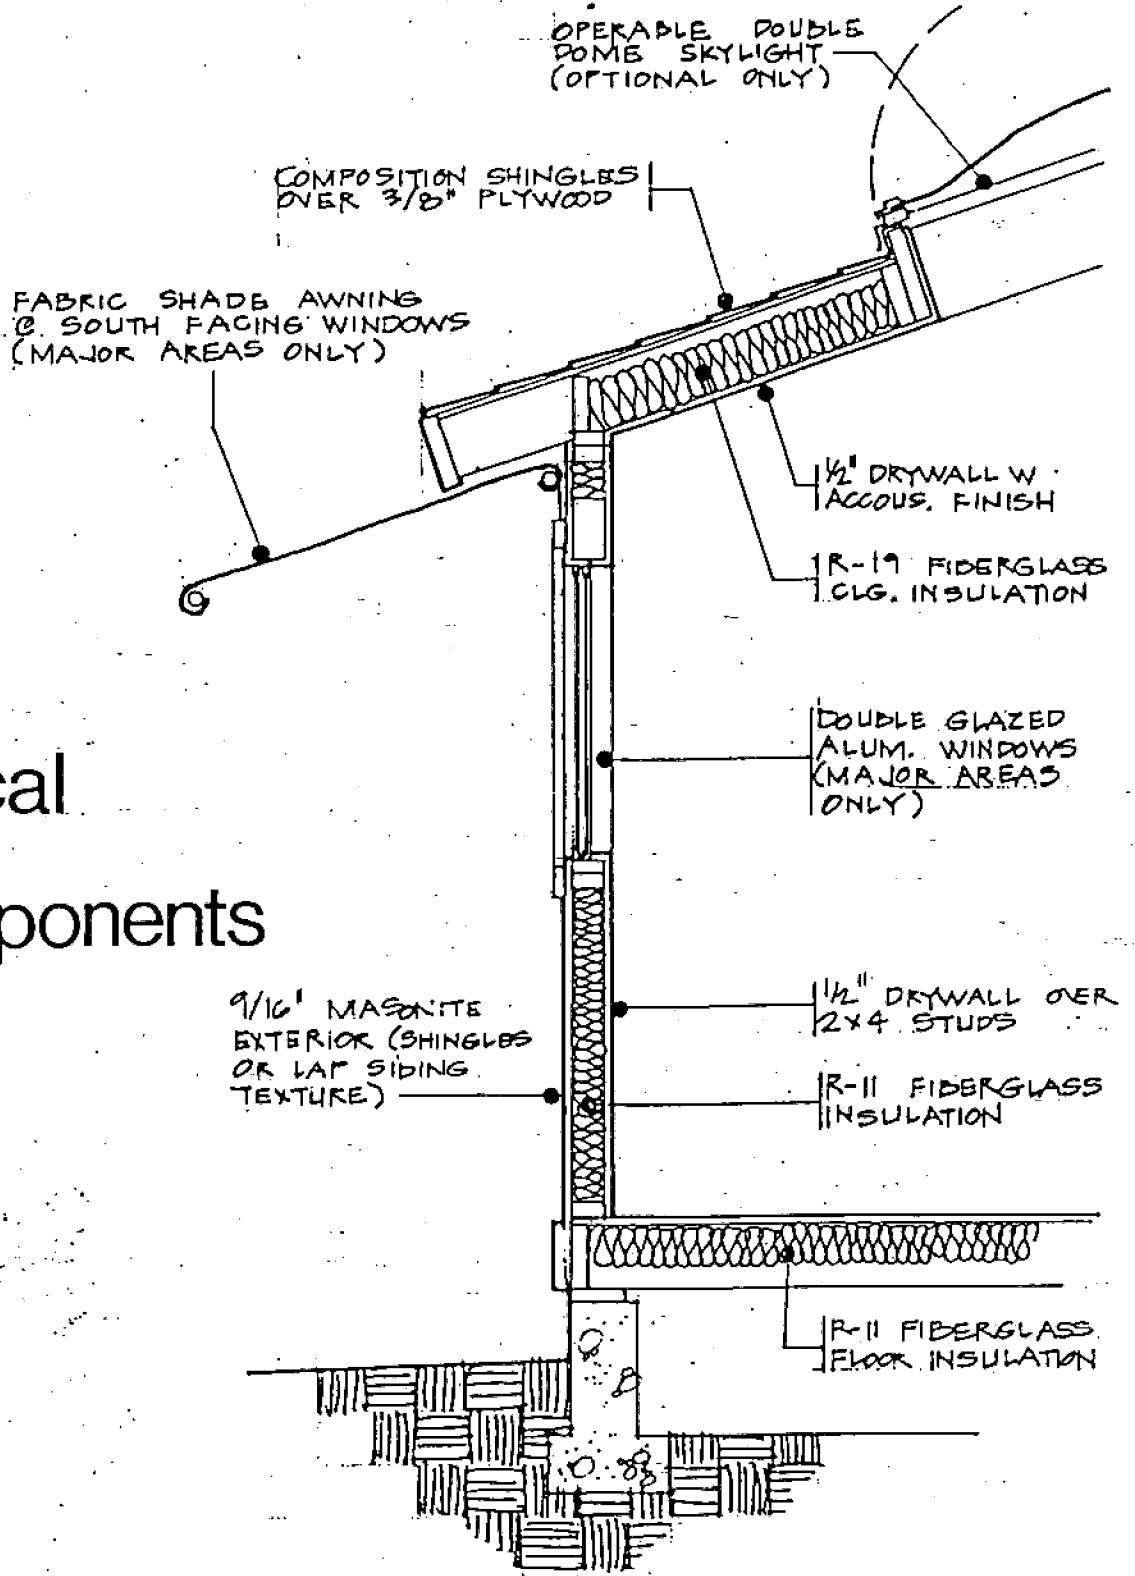 OPERABLE DOUBLE
DOME SKYLIGHT
(OPTIONAL ONLY)
COMPOSITION SHINGLES
OVER 3/8" PLYWOOD
FABRIC SHADE AWNING
@. SOUTH FACING WINDOWS
(MAJOR AREAS ONLY)
1/2" DRYWALL W
ACCOUS. FINISH
R-19 FIBERGLASS
CLG. INSULATION
DOUBLE GLAZED
ALUM. WINDOWS
(MAJOR AREAS
ONLY)
cal
ponents
9/16" MASONITE
EXTERIOR (SHINGLES
OR LAP SIDING
TEXTURE)
1/2" DRYWALL OVER
2x4 STUDS
R-11 FIBERGLASS
INSULATION
R-11 FIBERGLASS
FLOOR INSULATION